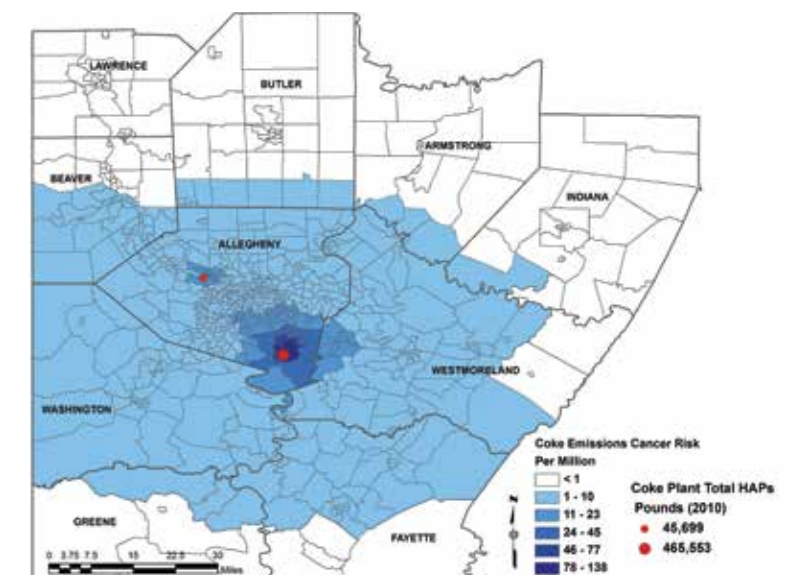 LAWRENCE
BUTLER
ARMSTRONG
BEAVER
INDIANA
ALLEGHENY
WESTMORELAND
WASHINGTON
GREENE
FAYETTE
Coke Emissions Cancer Risk
Per Million
< 1
1 - 10
11 - 23
24 - 45
46 - 77
78 - 138
Coke Plant Total HAPs
Pounds (2010)
45,699
465,553
N
0 3.75 7.5 15 22.5 30
Miles